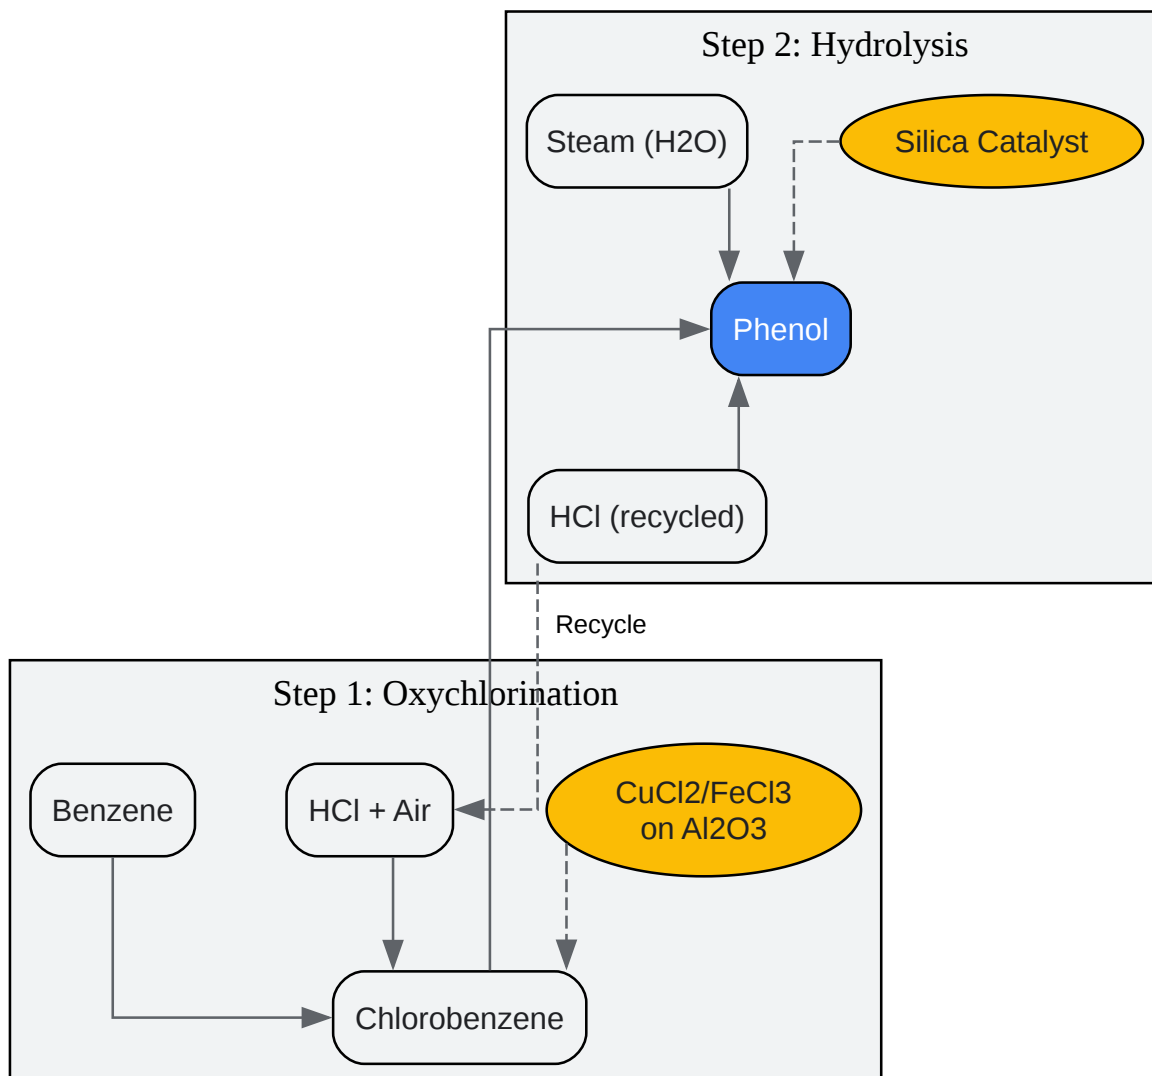 Step 2: Hydrolysis
Steam (H2O)
Silica Catalyst
Phenol
HCl (recycled)
Recycle
Step 1: Oxychlorination
Benzene
HCl + Air
CuCl2/FeCl3
on Al2O3
Chlorobenzene